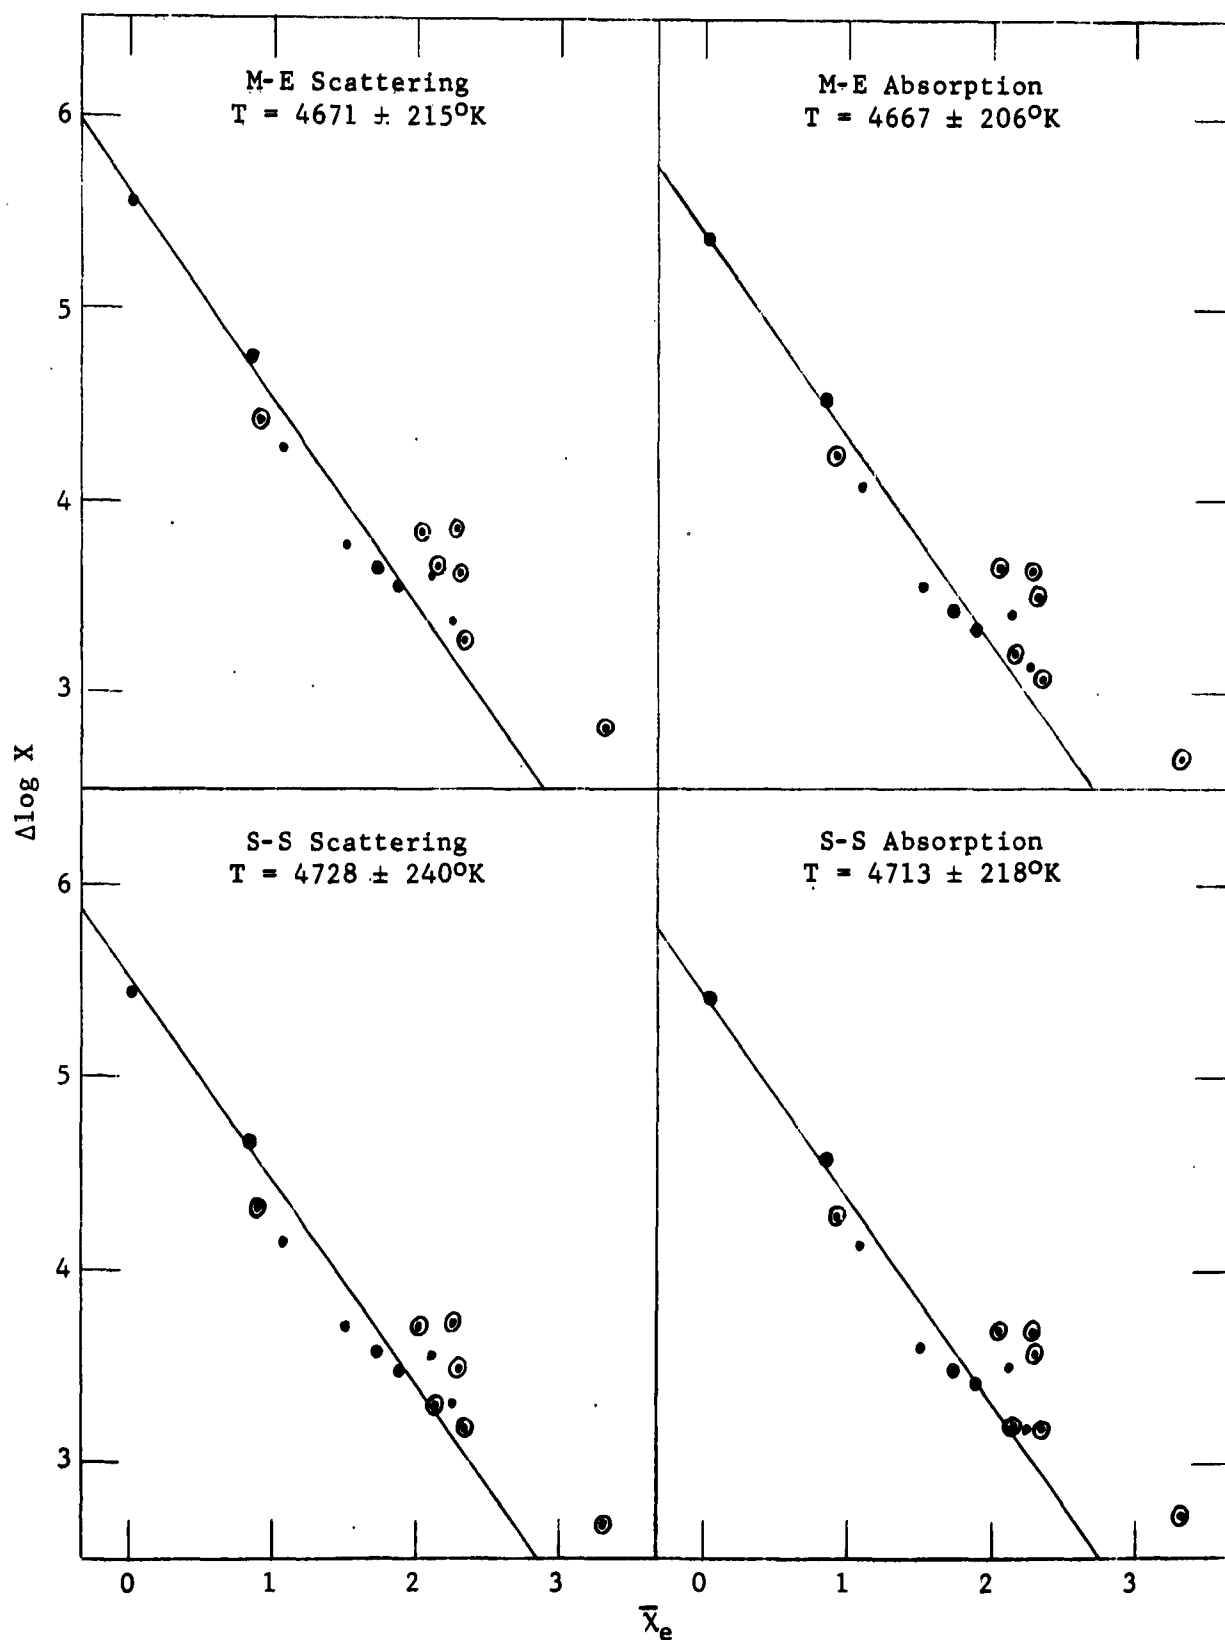 M-E Scattering
T = 4671 ± 215°K
M-E Absorption
T = 4667 ± 206°K
6
5
4
3
Δlog X
S-S Scattering
T = 4728 ± 240°K
S-S Absorption
T = 4713 ± 218°K
6
5
4
3
0 1 2 3 0 1 2 3
χ̅e